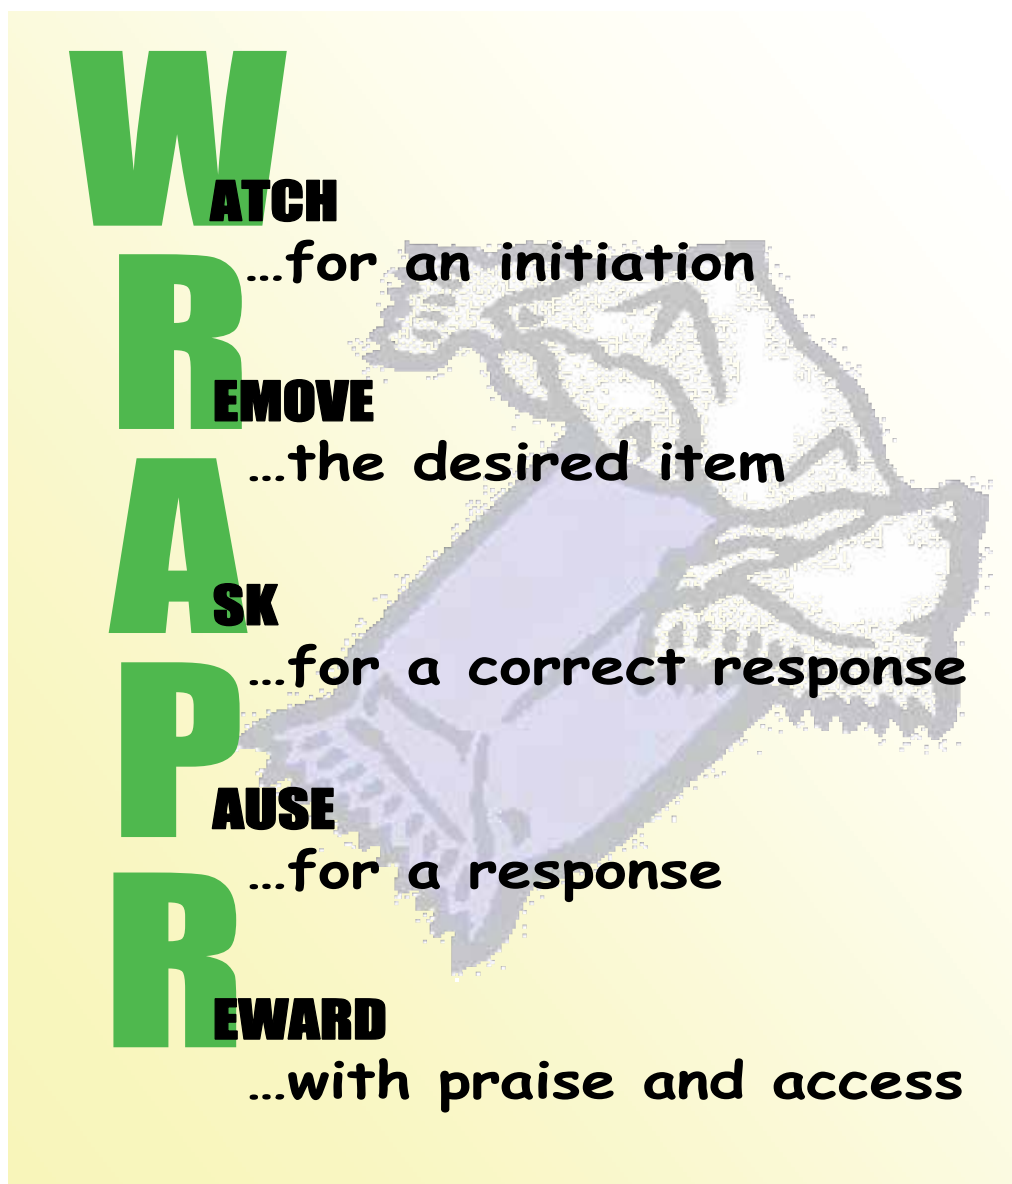 WATCH
...for an initiation
REMOVE
...the desired item
ASK
...for a correct response
PAUSE
...for a response
REWARD
...with praise and access